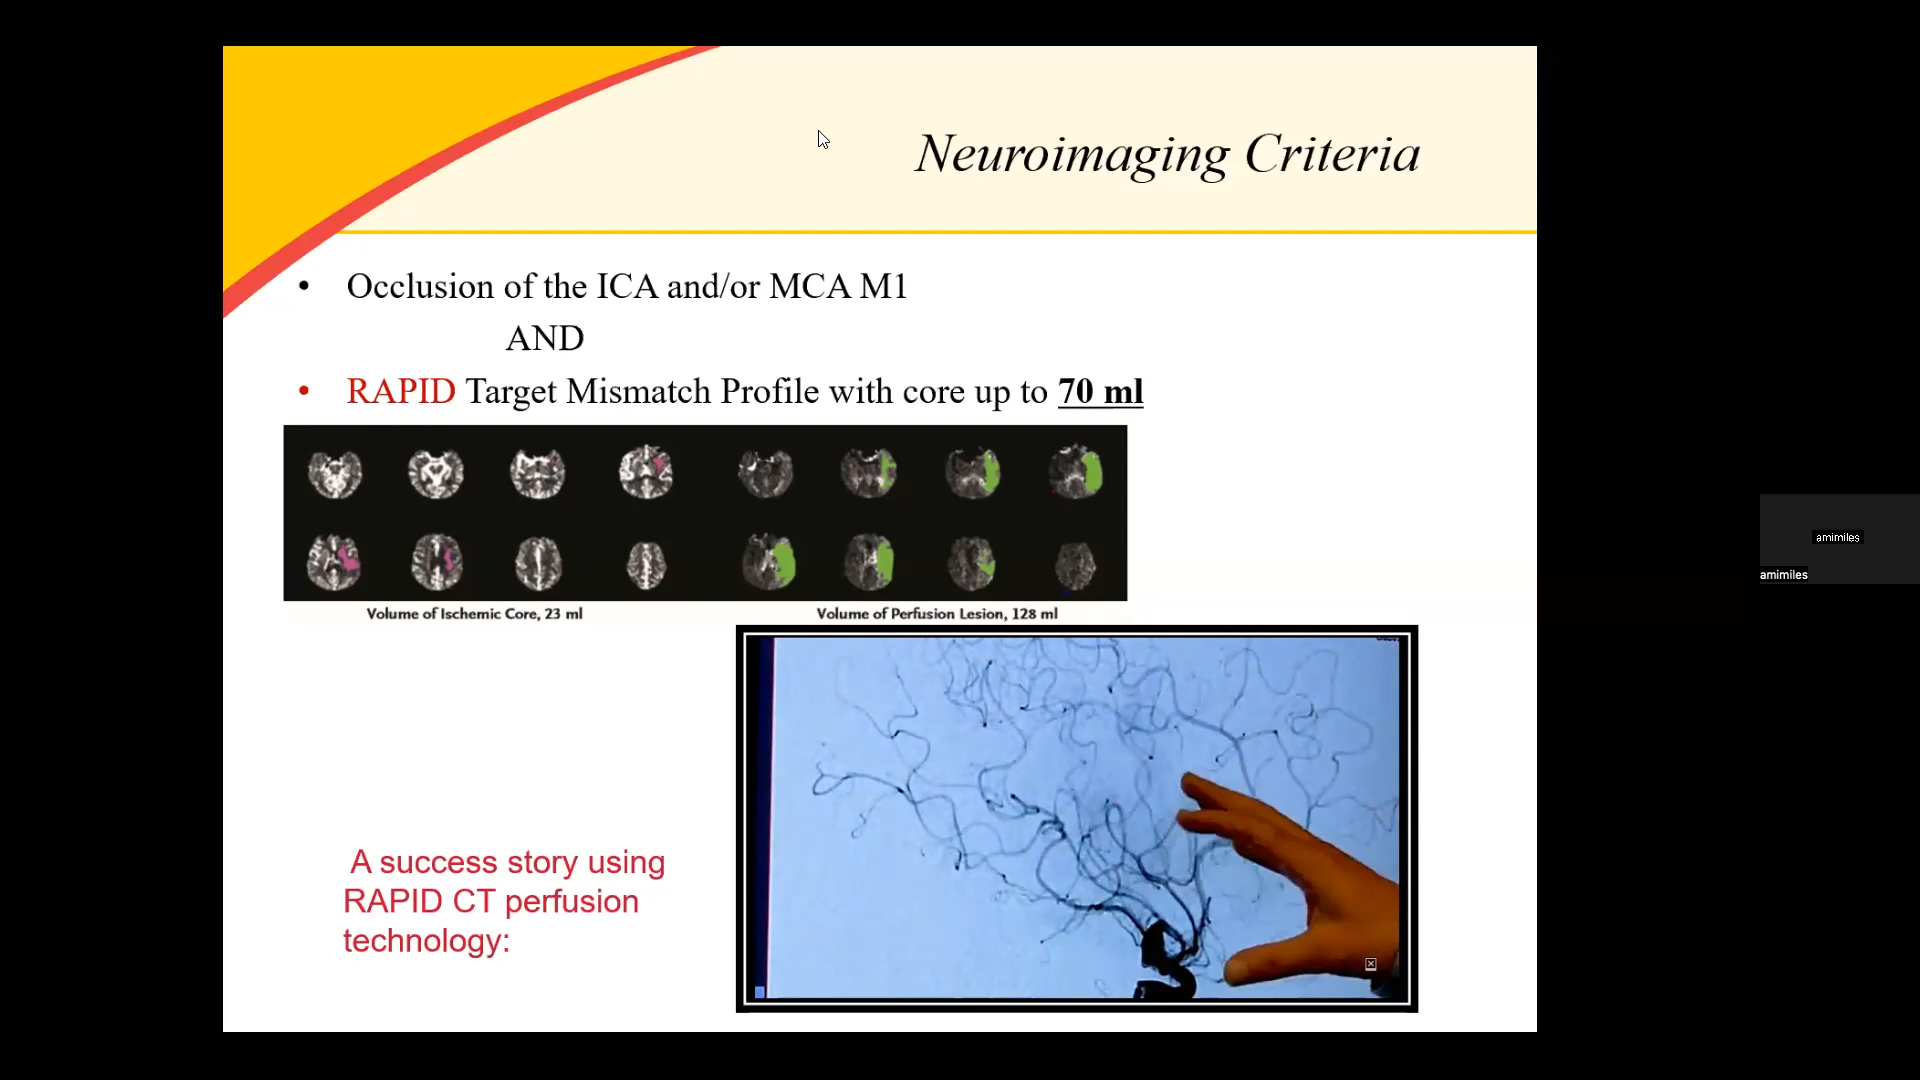 Neuroimaging Criteria
• Occlusion of the ICA and/or MCA M1
AND
• RAPID Target Mismatch Profile with core up to 70 ml
Volume of Ischemic Core, 23 ml
Volume of Perfusion Lesion, 128 ml
A success story using
RAPID CT perfusion
technology:
amimiles
amimiles